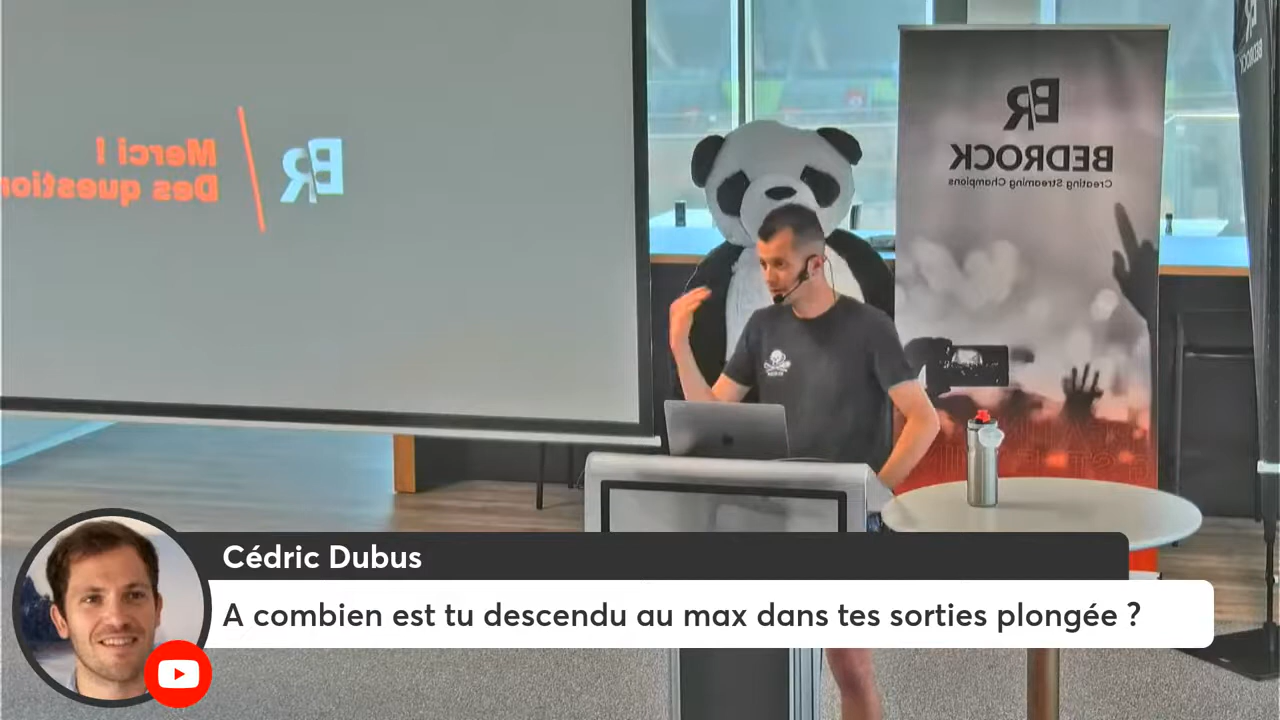 Merci !
Des question
BR
BR
BEDROCK
Creating Streaming Champions
BEDROCK
Cédric Dubus
A combien est tu descendu au max dans tes sorties plongée ?